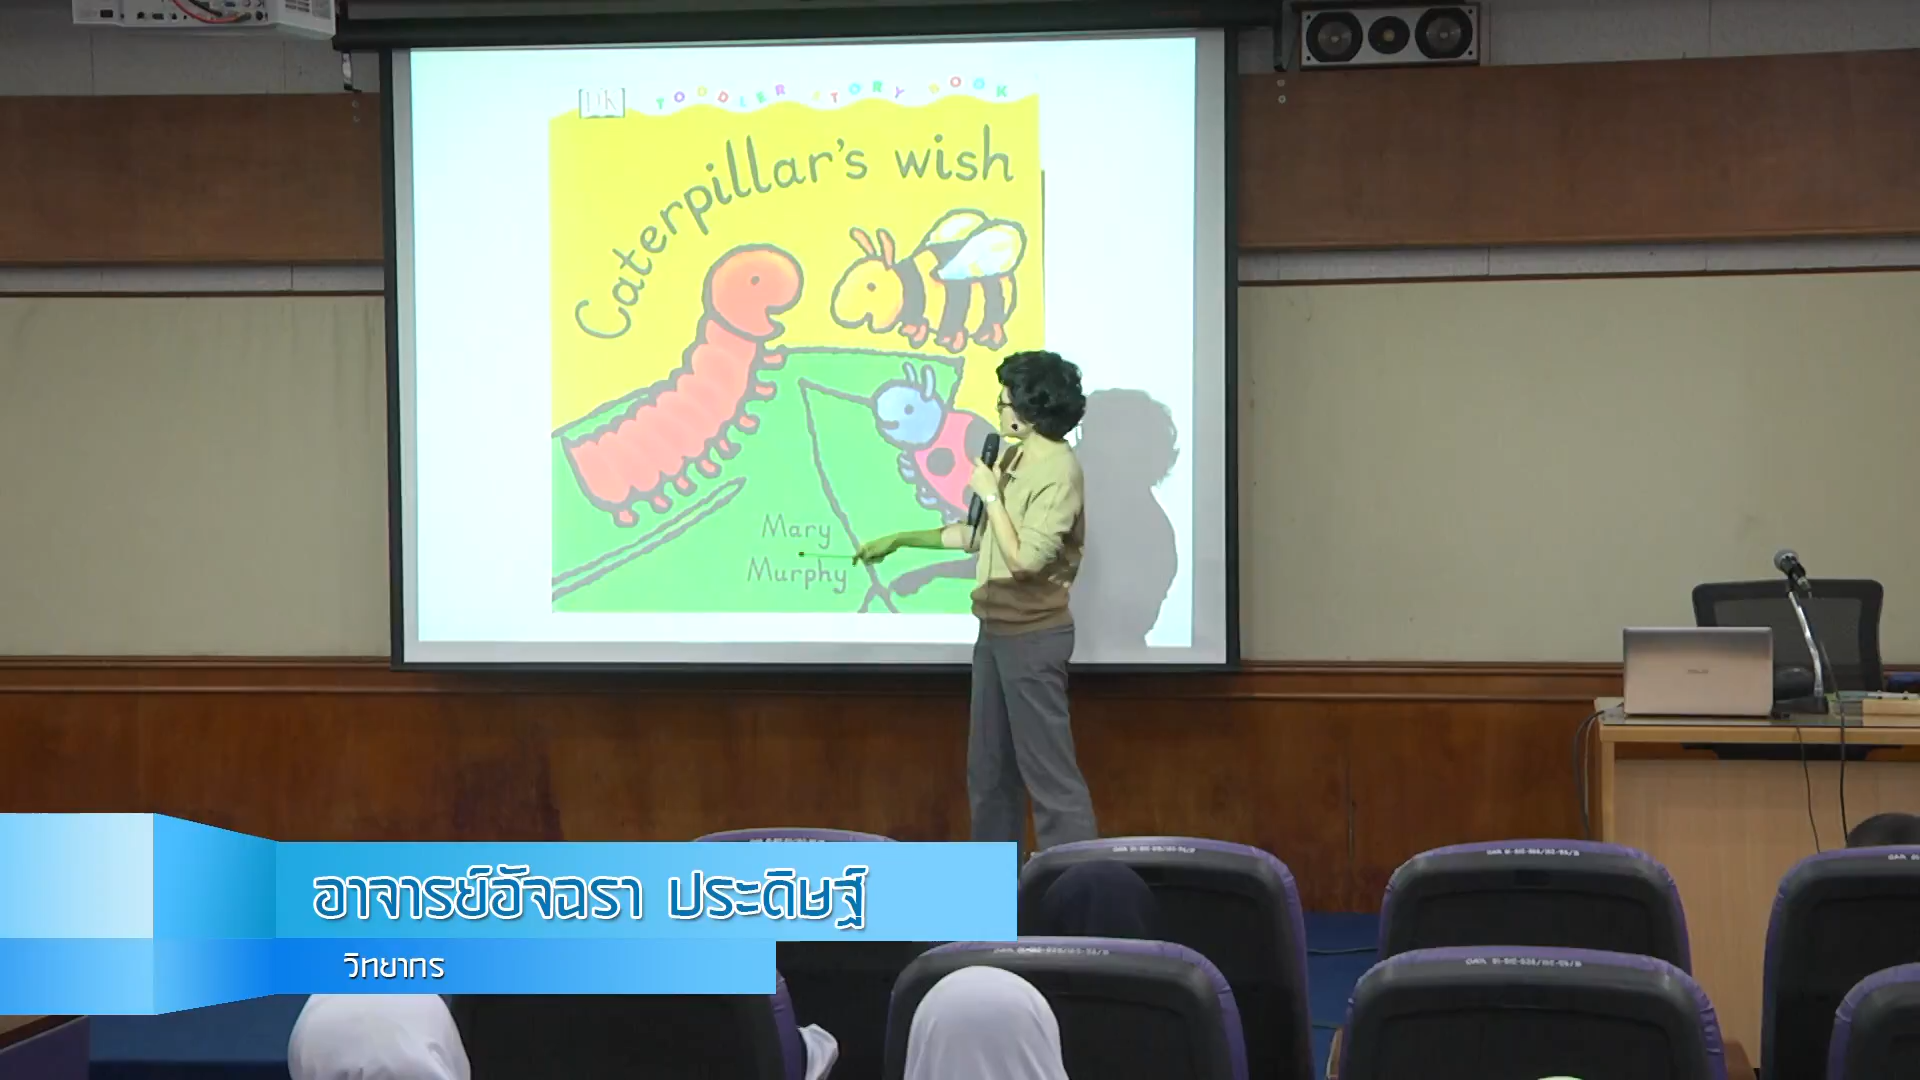 DK TODDLER STORY BOOK
Caterpillar's wish
Mary
Murphy
อาจารย์อัจฉรา ประดิษฐ์
วิทยากร